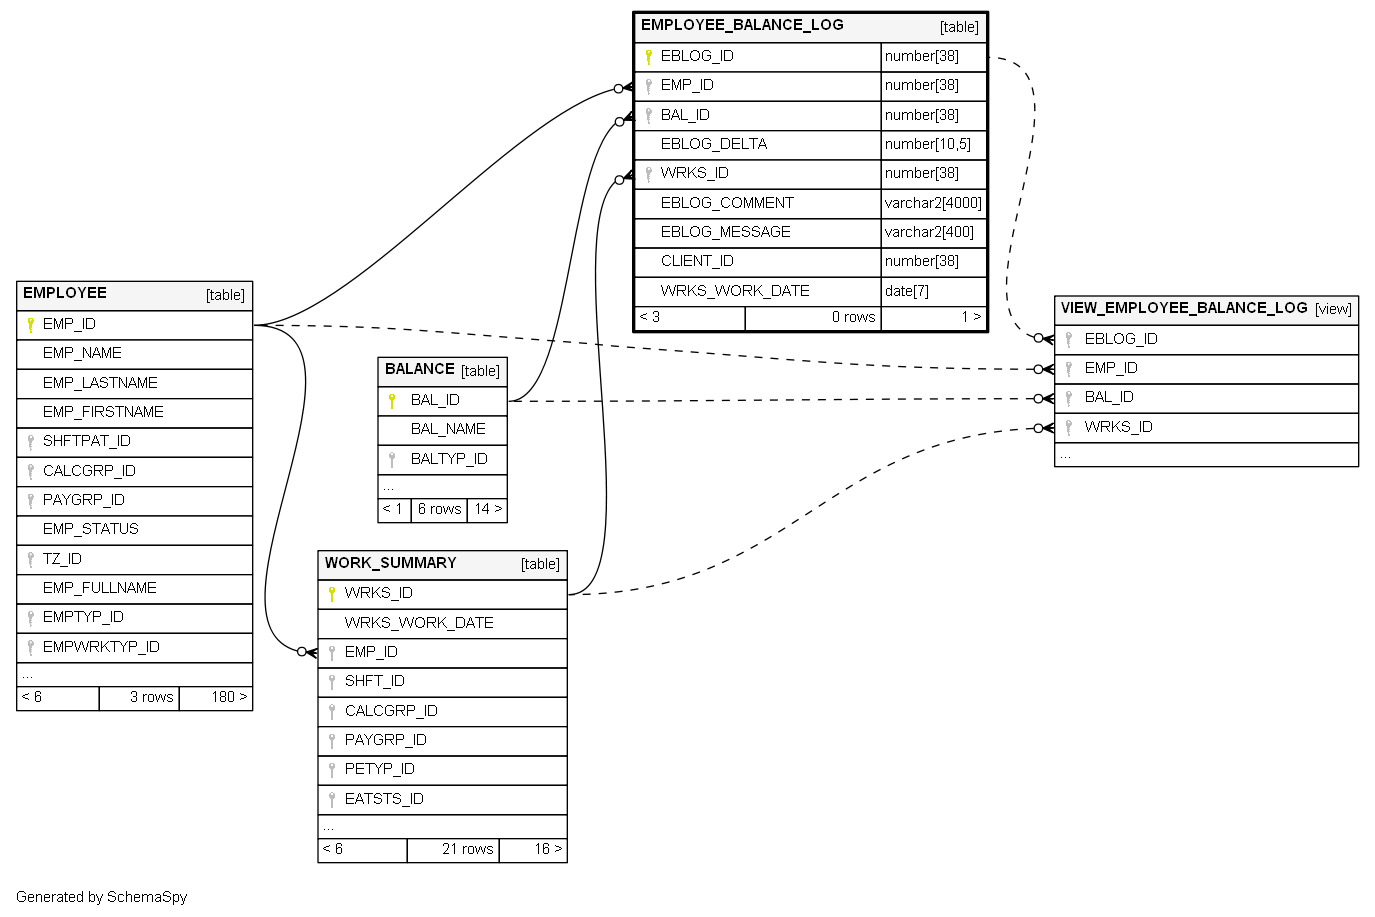 EMPLOYEE_BALANCE_LOG [table]
EBLOG_ID number[38]
EMP_ID number[38]
BAL_ID number[38]
EBLOG_DELTA number[10,5]
WRKS_ID number[38]
EBLOG_COMMENT varchar2[4000]
EBLOG_MESSAGE varchar2[400]
CLIENT_ID number[38]
WRKS_WORK_DATE date[7]
< 3 0 rows 1 >
EMPLOYEE [table]
EMP_ID
EMP_NAME
EMP_LASTNAME
EMP_FIRSTNAME
SHFTPAT_ID
CALCGRP_ID
PAYGRP_ID
EMP_STATUS
TZ_ID
EMP_FULLNAME
EMPTYP_ID
EMPWRKTYP_ID
...
< 6 3 rows 180 >
BALANCE [table]
BAL_ID
BAL_NAME
BALTYP_ID
...
< 1 6 rows 14 >
WORK_SUMMARY [table]
WRKS_ID
WRKS_WORK_DATE
EMP_ID
SHFT_ID
CALCGRP_ID
PAYGRP_ID
PETYP_ID
EATSTS_ID
...
< 6 21 rows 16 >
VIEW_EMPLOYEE_BALANCE_LOG [view]
EBLOG_ID
EMP_ID
BAL_ID
WRKS_ID
...
Generated by SchemaSpy